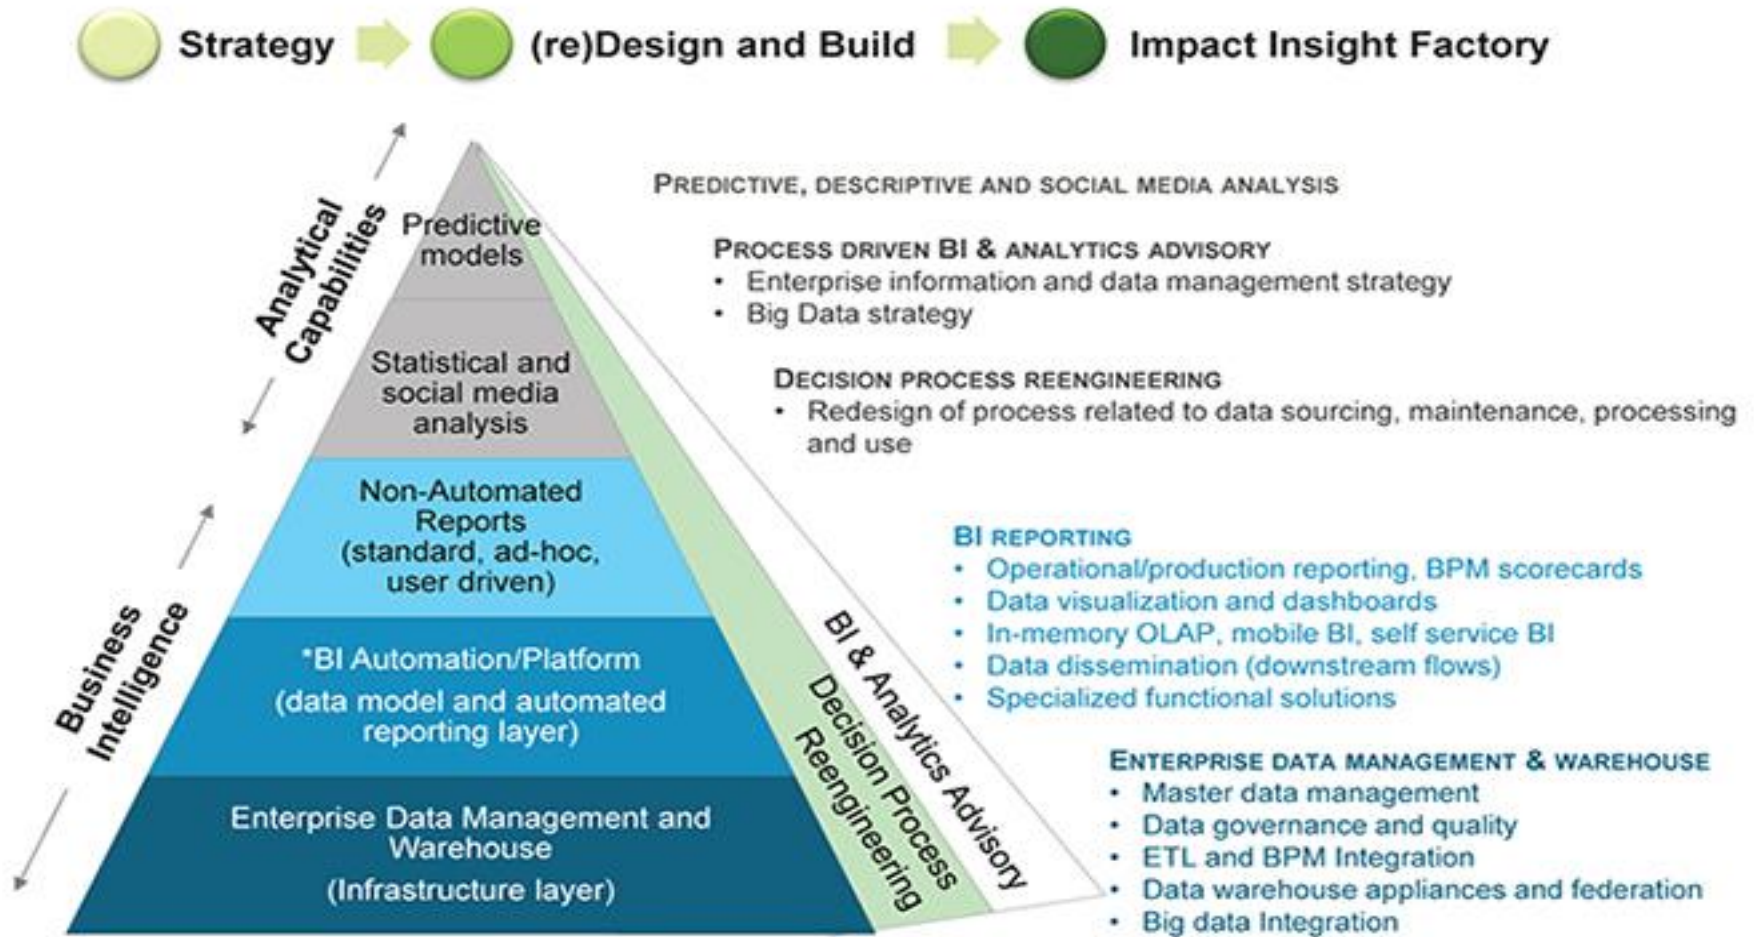 Strategy
(re)Design and Build
Impact Insight Factory
Analytical
Capabilities
Business
Intelligence
Predictive
models
Statistical and
social media
analysis
Non-Automated
Reports
(standard, ad-hoc,
user driven)
*BI Automation/Platform
(data model and automated
reporting layer)
Enterprise Data Management and
Warehouse
(Infrastructure layer)
Decision Process
Reengineering
BI & Analytics Advisory
PREDICTIVE, DESCRIPTIVE AND SOCIAL MEDIA ANALYSIS
PROCESS DRIVEN BI & ANALYTICS ADVISORY
• Enterprise information and data management strategy
• Big Data strategy
DECISION PROCESS REENGINEERING
• Redesign of process related to data sourcing, maintenance, processing
and use
BI REPORTING
• Operational/production reporting, BPM scorecards
• Data visualization and dashboards
• In-memory OLAP, mobile BI, self service BI
• Data dissemination (downstream flows)
• Specialized functional solutions
ENTERPRISE DATA MANAGEMENT & WAREHOUSE
• Master data management
• Data governance and quality
• ETL and BPM Integration
• Data warehouse appliances and federation
• Big data Integration